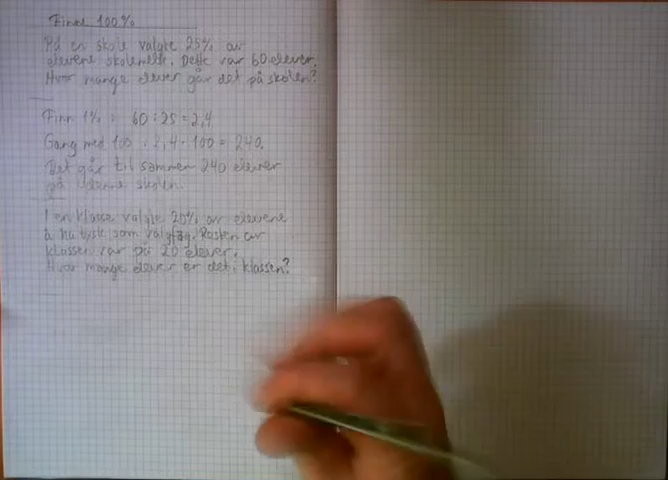 Finne 100%
På en skole valgte 25% av
elevene skolemelk. Dette var 60 elever.
Hvor mange elever går det på skolen?
Finn 1% : 60 : 25 = 2,4
Gang med 100 : 2,4 · 100 = 240.
Det går til sammen 240 elever
på denne skolen.
I en klasse valgte 20% av elevene
å ha tysk som valgfag. Resten av
klassen var på 20 elever.
Hvor mange elever er det i klassen?